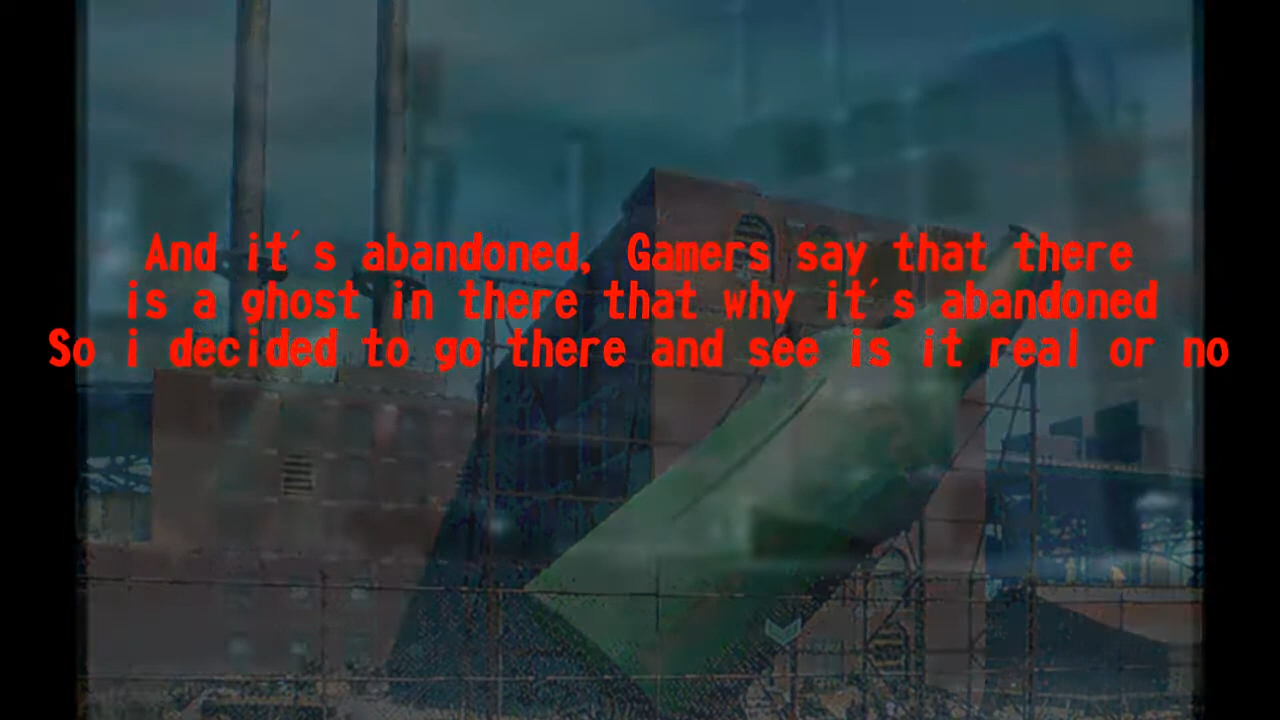 And it's abandoned, Gamers say that there
is a ghost in there that why it's abandoned
So i decided to go there and see is it real or no